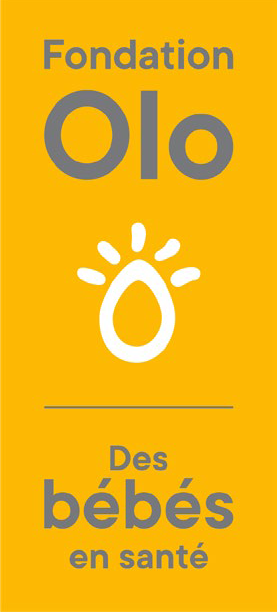 Fondation
Olo
Des
bébés
en santé